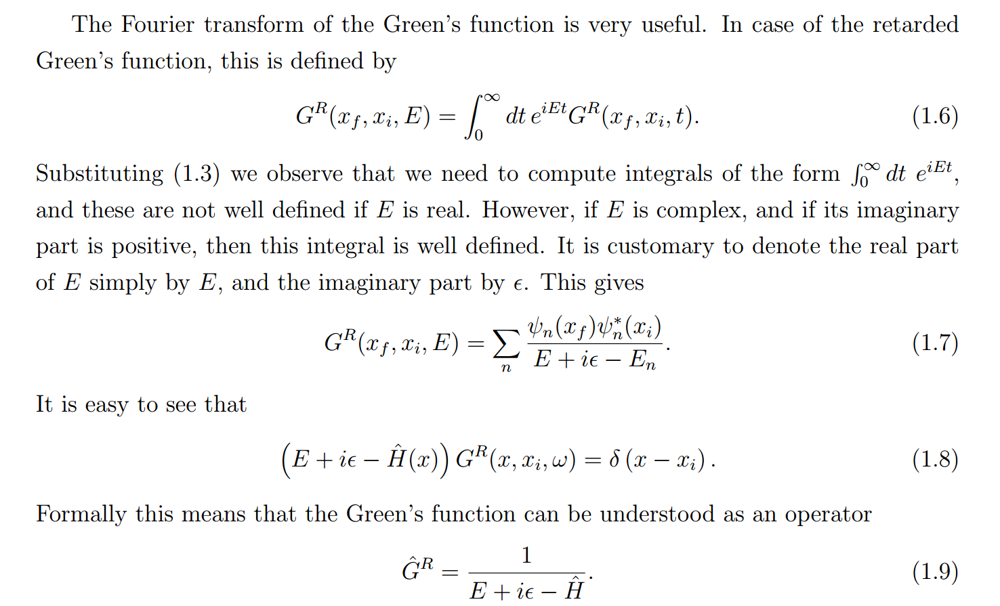 The Fourier transform of the Green's function is very useful. In case of the retarded
Green's function, this is defined by
$$G^R(x_f, x_i, E) = \int_0^\infty dt\, e^{iEt} G^R(x_f, x_i, t). \quad (1.6)$$
Substituting (1.3) we observe that we need to compute integrals of the form $\int_0^\infty dt\ e^{iEt}$,
and these are not well defined if $E$ is real. However, if $E$ is complex, and if its imaginary
part is positive, then this integral is well defined. It is customary to denote the real part
of $E$ simply by $E$, and the imaginary part by $\epsilon$. This gives
$$G^R(x_f, x_i, E) = \sum_n \frac{\psi_n(x_f)\psi_n^*(x_i)}{E + i\epsilon - E_n}. \quad (1.7)$$
It is easy to see that
$$\left(E + i\epsilon - \hat{H}(x)\right) G^R(x, x_i, \omega) = \delta(x - x_i). \quad (1.8)$$
Formally this means that the Green's function can be understood as an operator
$$\hat{G}^R = \frac{1}{E + i\epsilon - \hat{H}}. \quad (1.9)$$